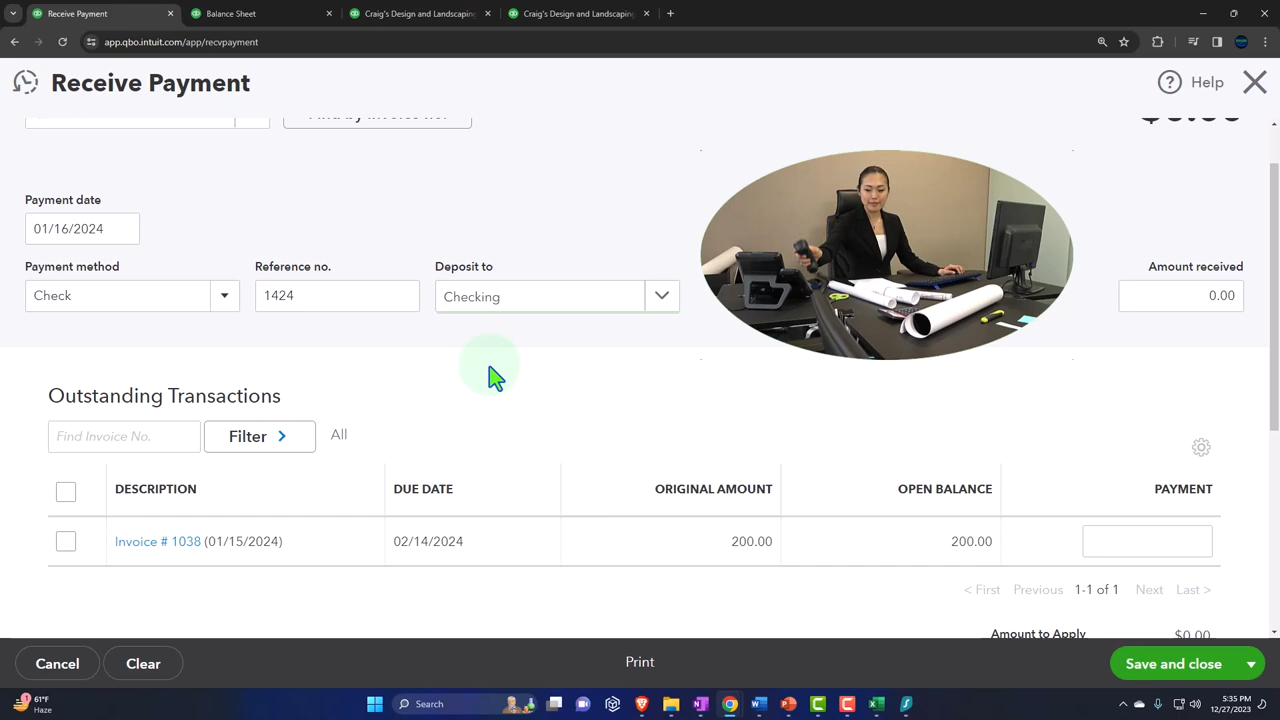 Receive Payment
Balance Sheet
Craig's Design and Landscaping
Craig's Design and Landscaping
app.qbo.intuit.com/app/recvpayment
Receive Payment
Help
Payment date
01/16/2024
Payment method
Reference no.
Deposit to
Amount received
Check
1424
Checking
0.00
Outstanding Transactions
Find Invoice No.
Filter
All
DESCRIPTION
DUE DATE
ORIGINAL AMOUNT
OPEN BALANCE
PAYMENT
Invoice # 1038 (01/15/2024)
02/14/2024
200.00
200.00
< First Previous 1-1 of 1 Next Last >
Amount to Apply
$0.00
Cancel
Clear
Print
Save and close
1
61°F
Haze
Search
5:35 PM
12/27/2023